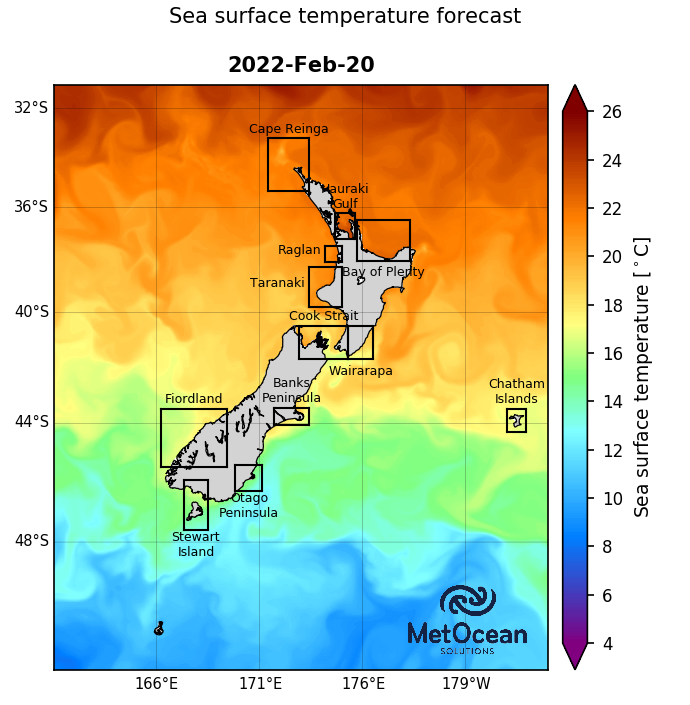 Sea surface temperature forecast
2022-Feb-20
32°S
36°S
40°S
44°S
48°S
Cape Reinga
Hauraki
Gulf
Raglan
Bay of Plenty
Taranaki
Cook Strait
Wairarapa
Banks
Peninsula
Fiordland
Chatham
Islands
Otago
Peninsula
Stewart
Island
MetOcean
SOLUTIONS
166°E
171°E
176°E
179°W
26
24
22
20
18
16
14
12
10
8
6
4
Sea surface temperature [°C]